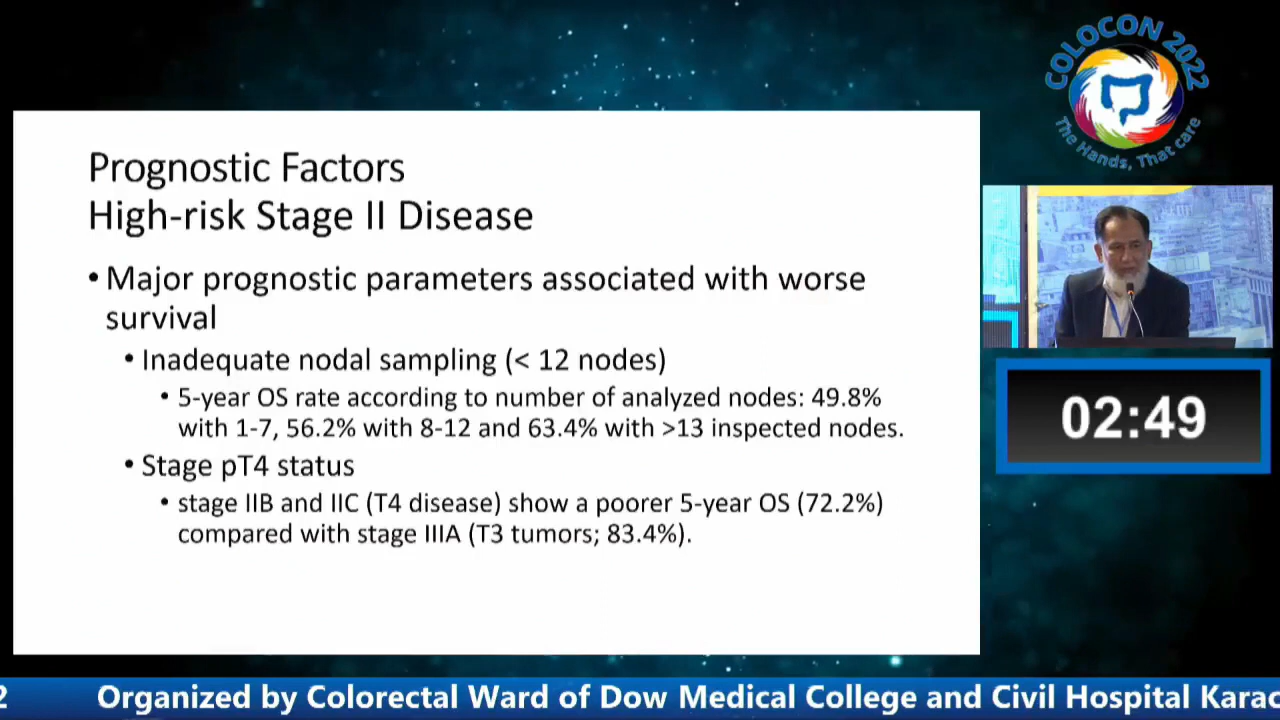 COLOCON 2022
The Hands, That care
Prognostic Factors
High-risk Stage II Disease
• Major prognostic parameters associated with worse
survival
• Inadequate nodal sampling (< 12 nodes)
• 5-year OS rate according to number of analyzed nodes: 49.8%
with 1-7, 56.2% with 8-12 and 63.4% with >13 inspected nodes.
• Stage pT4 status
• stage IIB and IIC (T4 disease) show a poorer 5-year OS (72.2%)
compared with stage IIIA (T3 tumors; 83.4%).
02:49
2 Organized by Colorectal Ward of Dow Medical College and Civil Hospital Karac